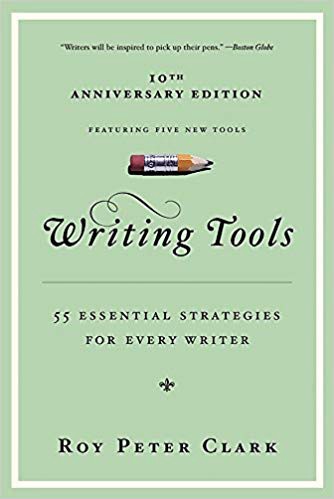 "Writers will be inspired to pick up their pens." —Boston Globe
10TH
ANNIVERSARY EDITION
FEATURING FIVE NEW TOOLS
Writing Tools
55 ESSENTIAL STRATEGIES
FOR EVERY WRITER
ROY PETER CLARK